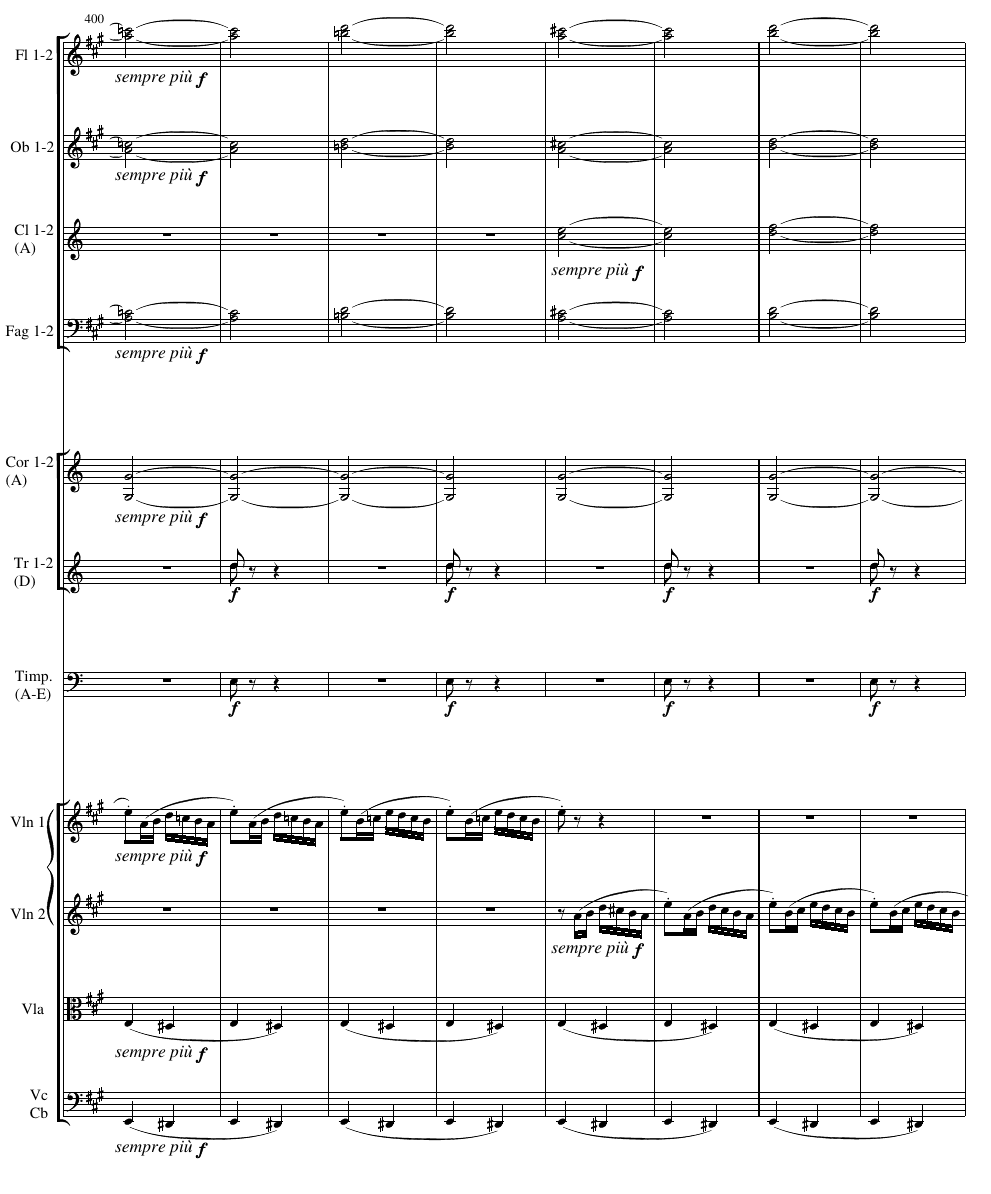 400
Fl 1-2
sempre più f
Ob 1-2
sempre più f
Cl 1-2
(A)
sempre più f
Fag 1-2
sempre più f
Cor 1-2
(A)
sempre più f
Tr 1-2
(D)
f f f f
Timp.
(A-E)
f f f f
Vln 1
sempre più f
Vln 2
sempre più f
Vla
sempre più f
Vc
Cb
sempre più f